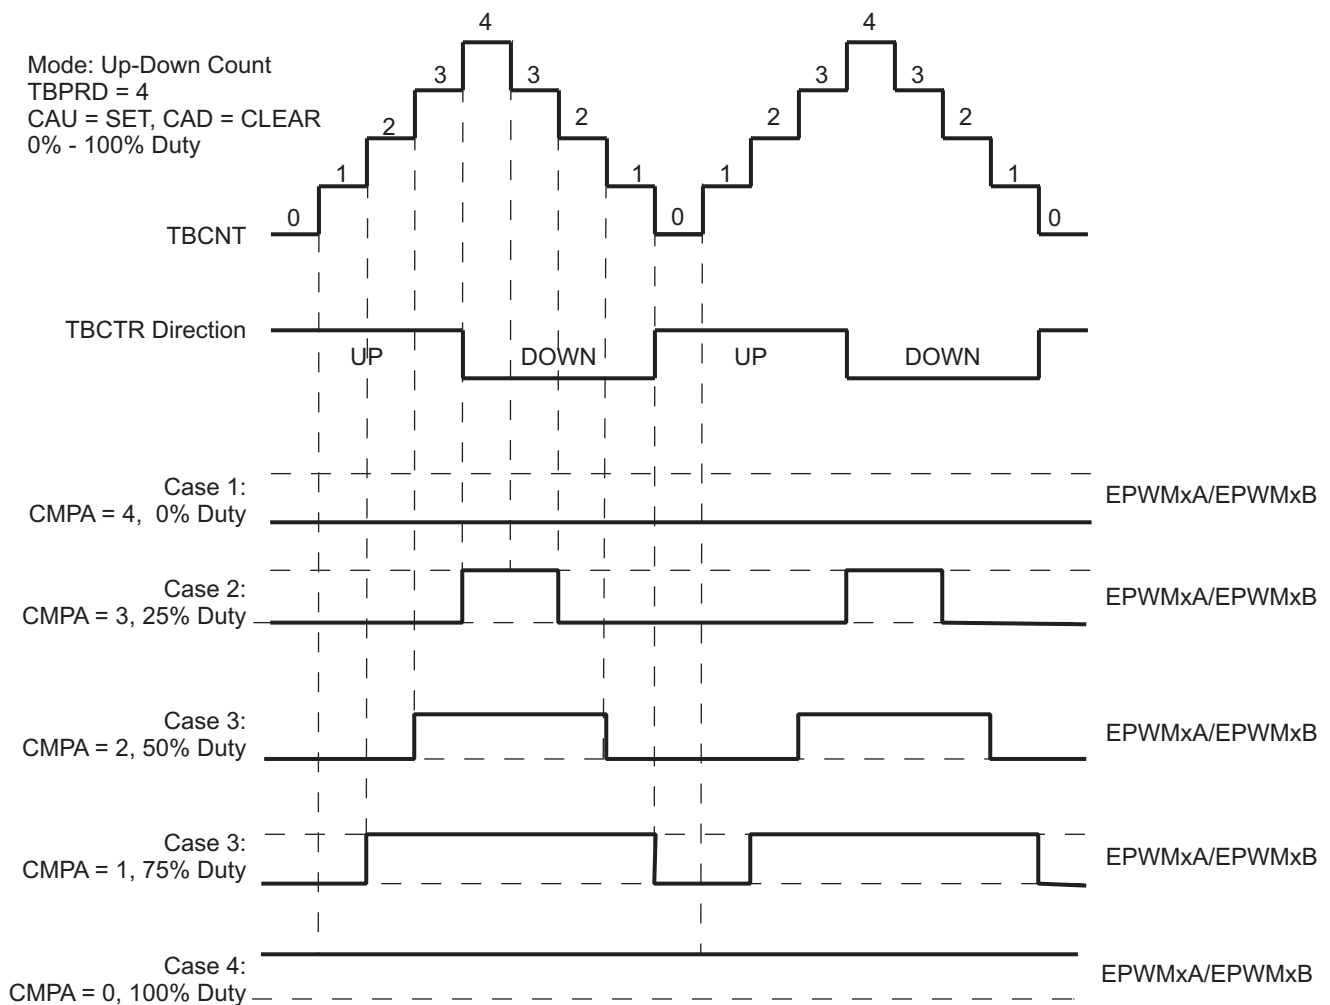 4
4
Mode: Up-Down Count
TBPRD = 4
CAU = SET, CAD = CLEAR
0% - 100% Duty
3
3
3
3
2
2
2
2
1
1
1
1
0
0
0
TBCNT
TBCTR Direction
UP
DOWN
UP
DOWN
Case 1:
CMPA = 4, 0% Duty
EPWMxA/EPWMxB
Case 2:
CMPA = 3, 25% Duty
EPWMxA/EPWMxB
Case 3:
CMPA = 2, 50% Duty
EPWMxA/EPWMxB
Case 3:
CMPA = 1, 75% Duty
EPWMxA/EPWMxB
Case 4:
CMPA = 0, 100% Duty
EPWMxA/EPWMxB